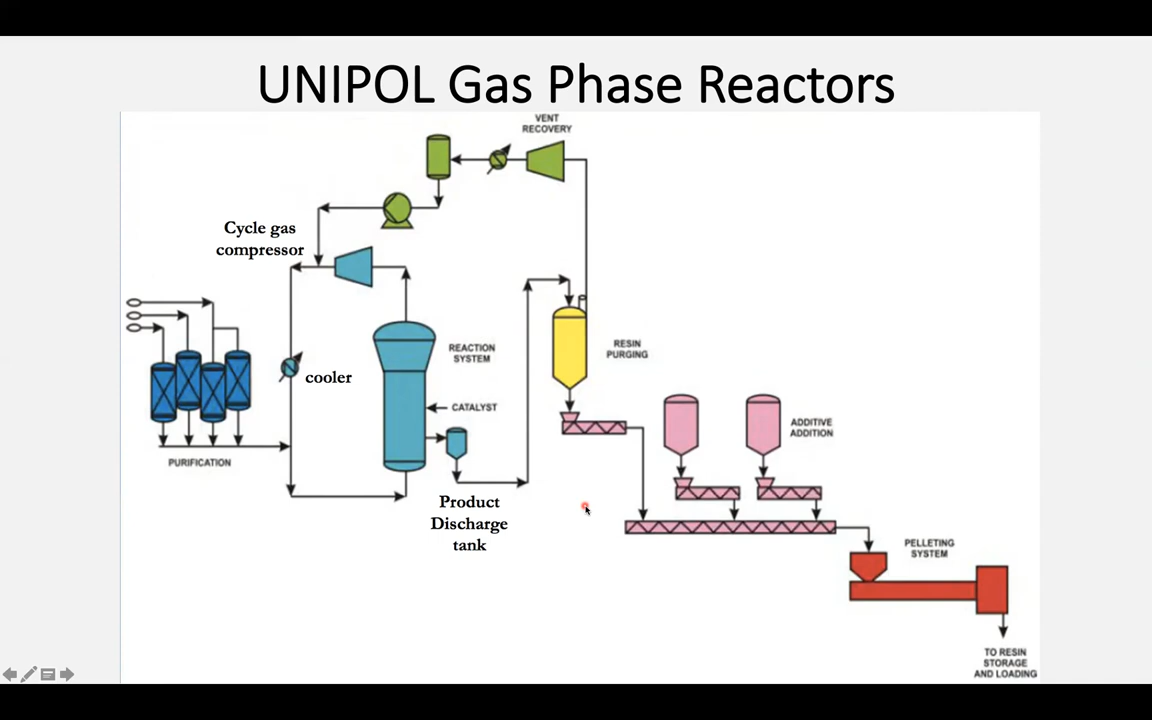 UNIPOL Gas Phase Reactors
VENT
RECOVERY
Cycle gas
compressor
REACTION
SYSTEM
RESIN
PURGING
cooler
CATALYST
ADDITIVE
ADDITION
PURIFICATION
Product
Discharge
tank
PELLETING
SYSTEM
TO RESIN
STORAGE
AND LOADING